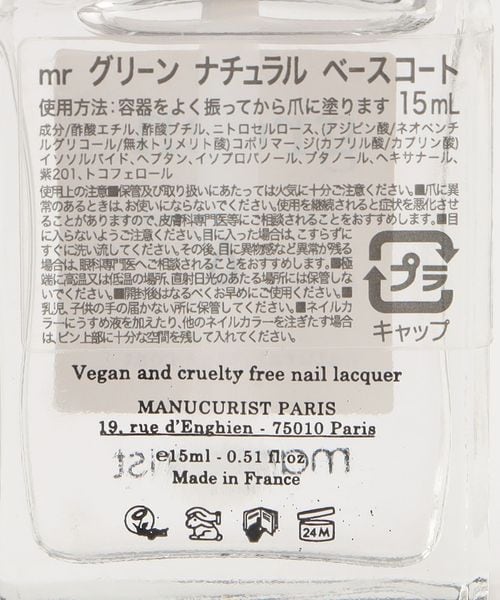 mr グリーン ナチュラル ベースコート
使用方法:容器をよく振ってから爪に塗ります 15mL
成分/酢酸エチル、酢酸ブチル、ニトロセルロース、(アジピン酸/ネオペンチ
ルグリコール/無水トリメリト酸)コポリマー、ジ(カプリル酸/カプリン酸)
イソソルバイド、ヘプタン、イソプロパノール、ブタノール、ヘキサナール、
紫201、トコフェロール
使用上の注意■保管及び取り扱いにあたっては火気に十分ご注意ください。■爪に異
常のあるときは、お使いにならないでください。使用を継続されると症状を悪化させ
ることがありますので、皮膚科専門医等にご相談されることをおすすめします。■目
に入らないようご注意ください。目に入った場合は、こすらずに
すぐに洗い流してください。その後、目に異物感など異常が残る
場合は、眼科専門医へご相談されることをおすすめします。■極
端に高温又は低温の場所、直射日光のあたる場所には保管しな
いでください。■開封後はなるべくお早めにご使用ください。■
乳児、子供の手の届かない所に保管してください。■ネイルカ
ラーにうすめ液を加えたり、他のネイルカラーを注ぎたす場合
は、ビン上部に十分な空間を残して入れてください。
プラ
キャップ
Vegan and cruelty free nail lacquer
MANUCURIST PARIS
19, rue d'Enghien - 75010 Paris
℮15ml - 0.51 fl oz
Made in France
24M